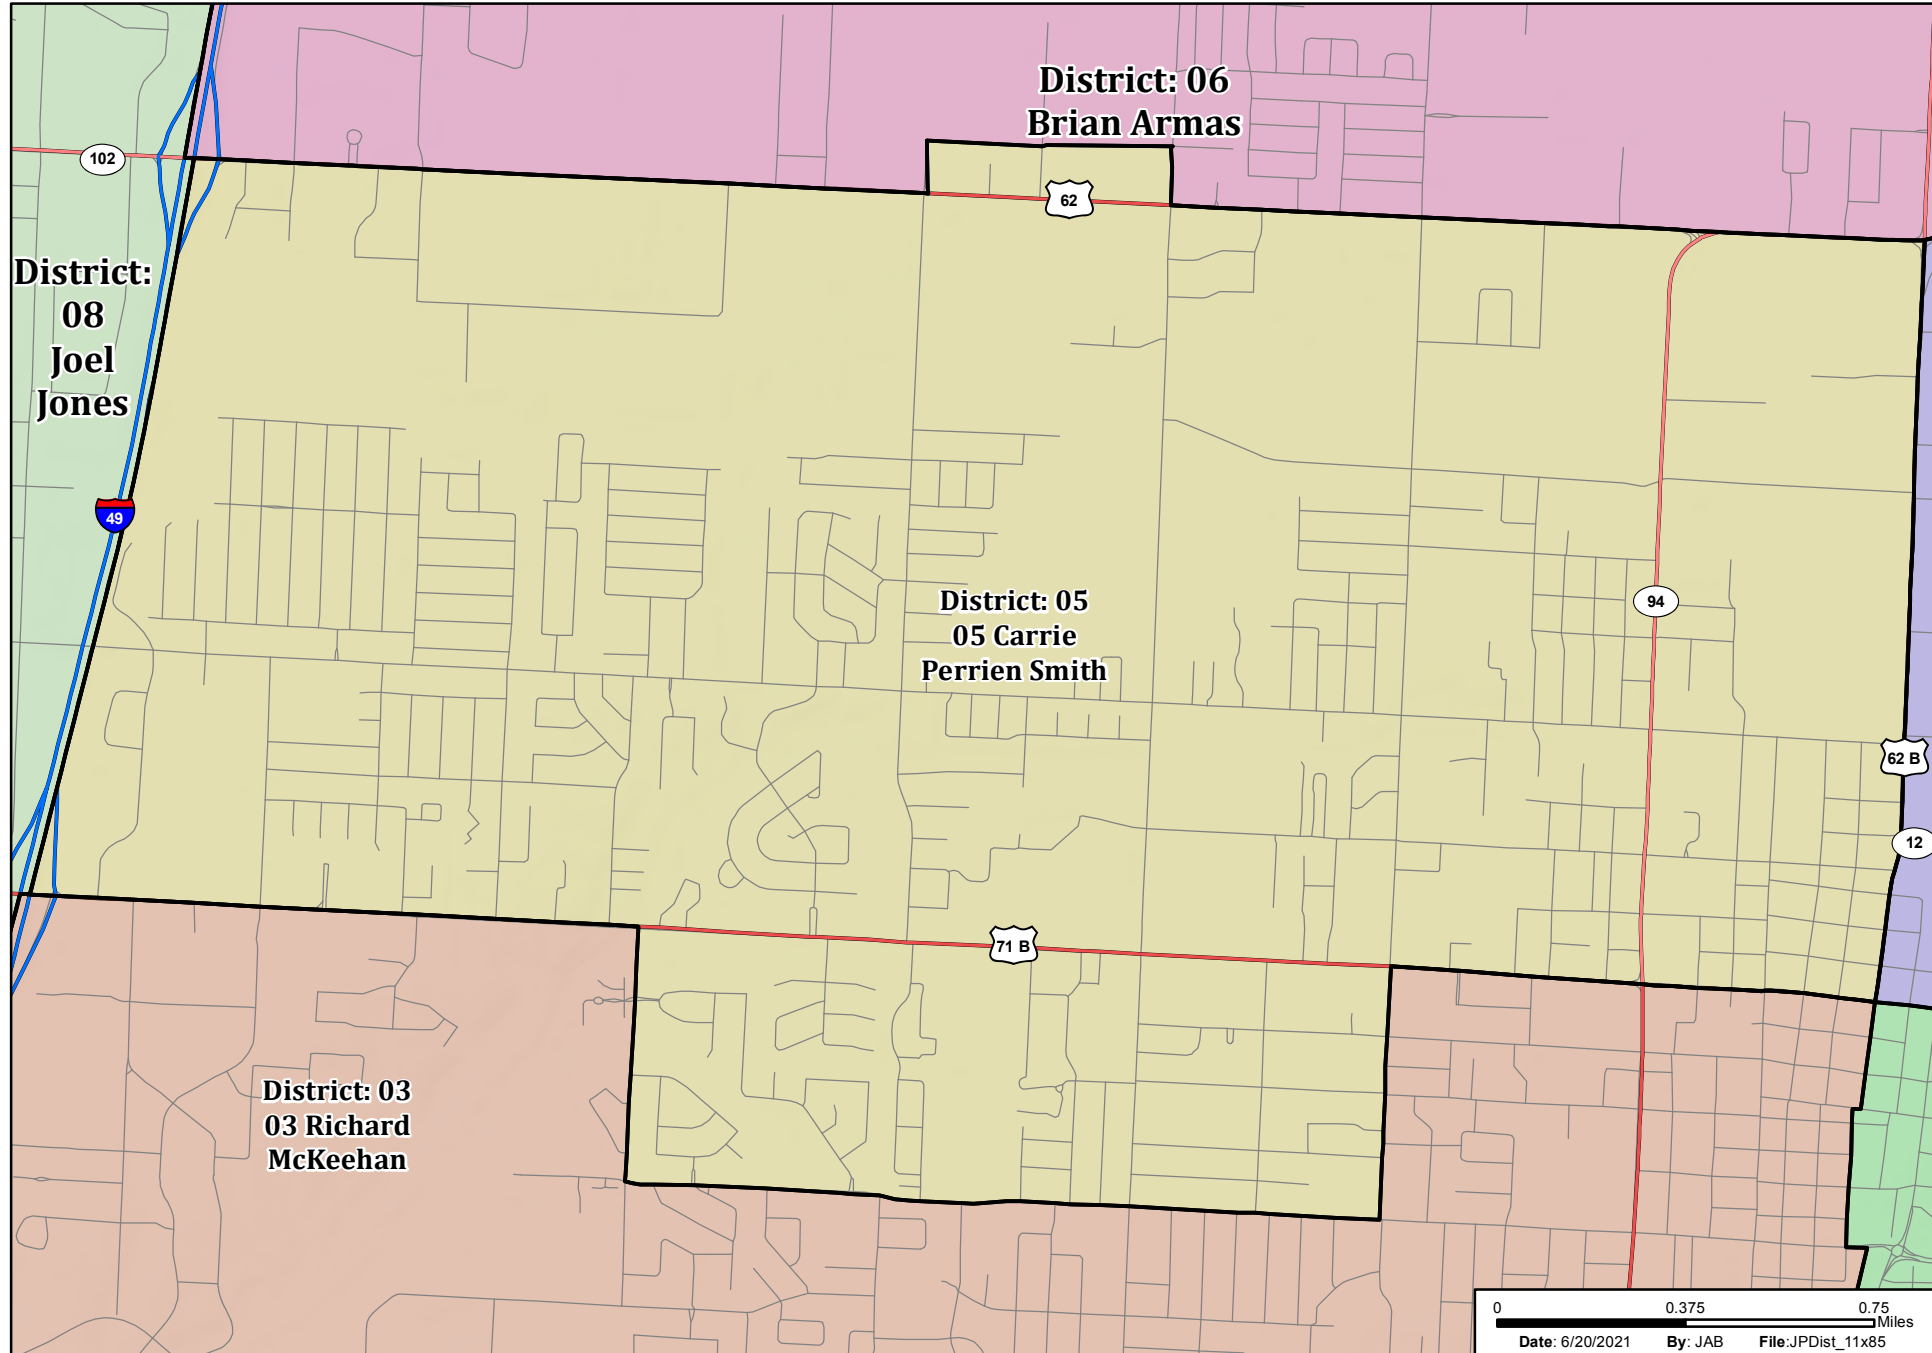 District: 06
Brian Armas
102
62
District:
08
Joel
Jones
49
District: 05
05 Carrie
Perrien Smith
94
62 B
12
71 B
District: 03
03 Richard
McKeehan
0 0.375 0.75
Miles
Date: 6/20/2021 By: JAB File:JPDist_11x85